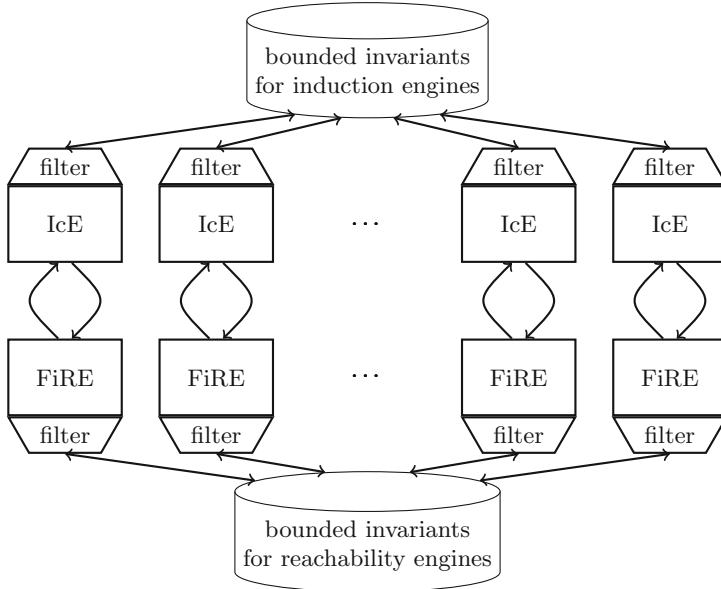 bounded invariants
for induction engines
filter filter filter filter
IcE IcE ... IcE IcE
FiRE FiRE ... FiRE FiRE
filter filter filter filter
bounded invariants
for reachability engines